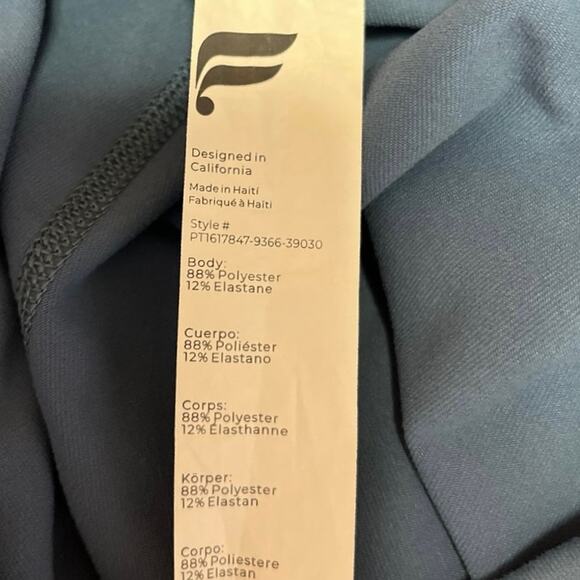 Designed in
California
Made in Haiti
Fabriqué à Haïti
Style #
PT1617847-9366-39030
Body:
88% Polyester
12% Elastane
Cuerpo:
88% Poliéster
12% Elastano
Corps:
88% Polyester
12% Élasthanne
Körper:
88% Polyester
12% Elastan
Corpo:
88% Poliestere
12% Elastan